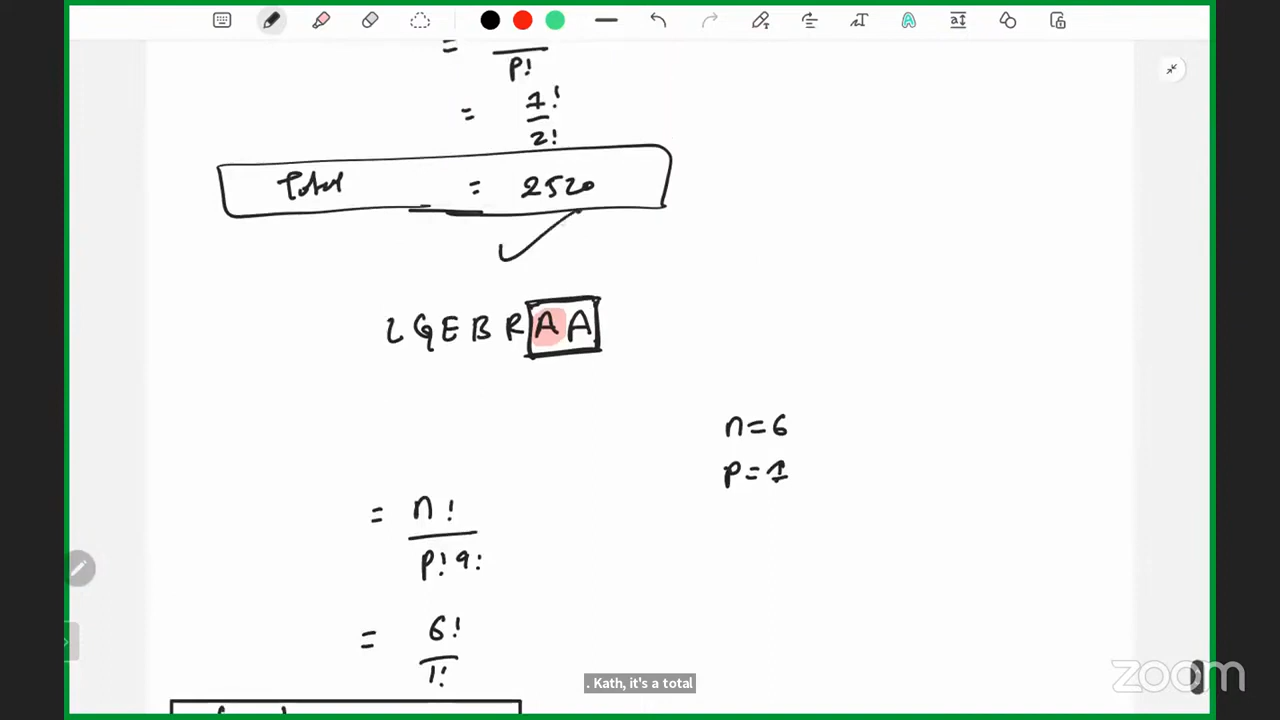 =
P!
= 7!
2!
Total = 2520
L G E B R A A
n=6
P=1
= n!
P! q!
= 6!
1!
. Kath, it's a total
zoom